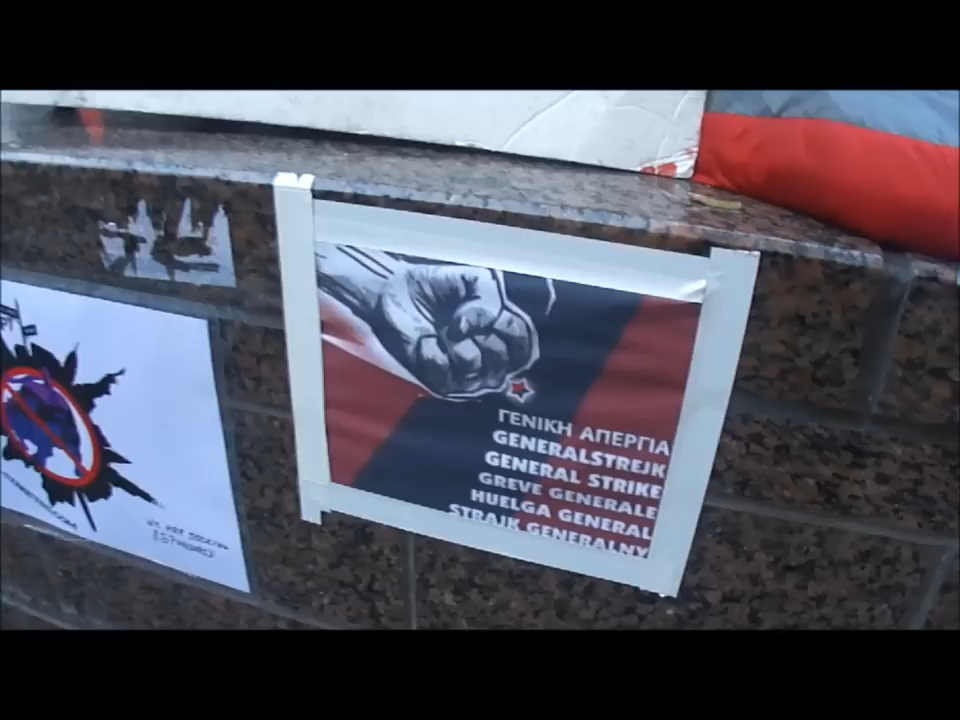 ΓΕΝΙΚΗ ΑΠΕΡΓΙΑ
GENERALSTREJK
GENERAL STRIKE
GREVE GENERALE
HUELGA GENERAL
STRAJK GENERALNY